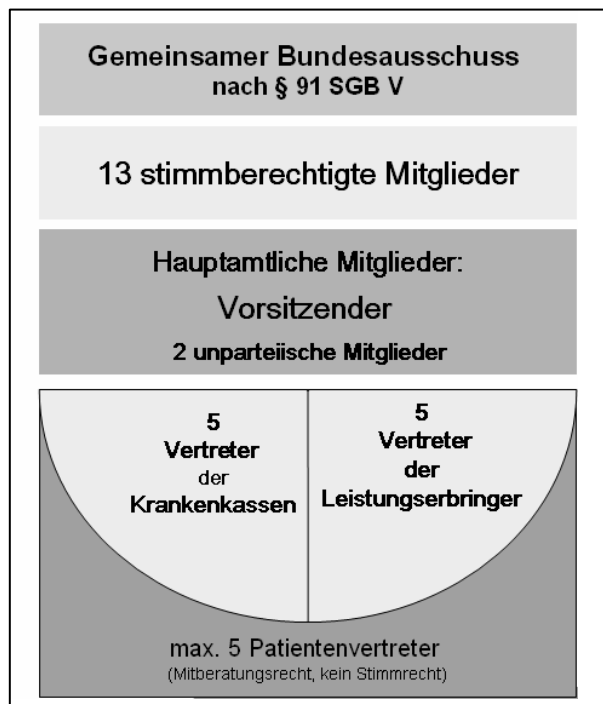 Gemeinsamer Bundesausschuss
nach § 91 SGB V
13 stimmberechtigte Mitglieder
Hauptamtliche Mitglieder:
Vorsitzender
2 unparteiische Mitglieder
5
Vertreter
der
Krankenkassen
5
Vertreter
der
Leistungserbringer
max. 5 Patientenvertreter
(Mitberatungsrecht, kein Stimmrecht)